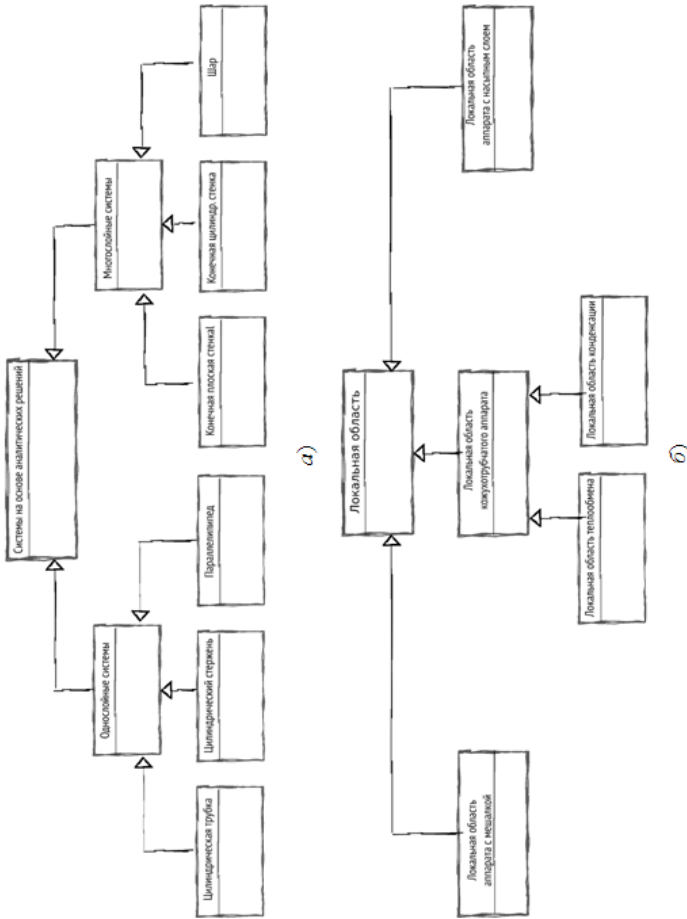 Системы на основе аналитических решений
Однослойные системы
Многослойные системы
Цилиндрическая трубка
Цилиндрический стержень
Параллелипипед
Конечная плоская стенкаl
Конечная цилиндр. стенка
Шар
а)
Локальная область
Локальная область
аппарата с мешалкой
Локальная область
кожухотрубчатого аппарата
Локальная область
аппарата с насыпным слоем
Локальная область теплообмена
Локальная область конденсации
б)